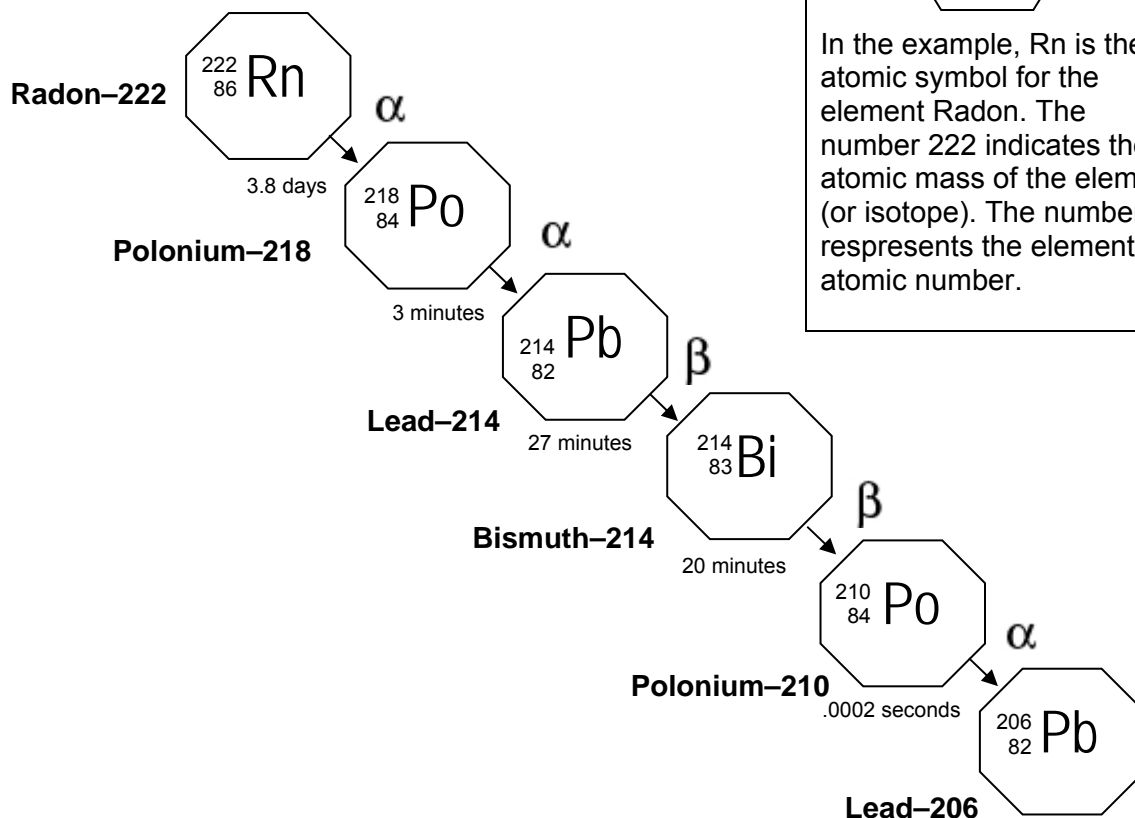 In the example, Rn is the
atomic symbol for the
element Radon. The
number 222 indicates the
atomic mass of the elem
(or isotope). The numbe
respresents the element
atomic number.
222
86 Rn
Radon–222
α
3.8 days
218
84 Po
Polonium–218
α
3 minutes
214
82 Pb
Lead–214
β
27 minutes
214
83 Bi
Bismuth–214
β
20 minutes
210
84 Po
Polonium–210
α
.0002 seconds
206
82 Pb
Lead–206